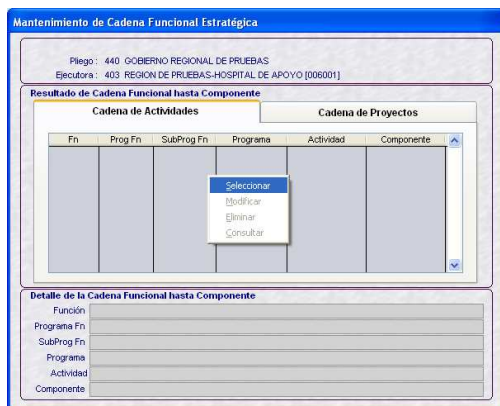 Mantenimiento de Cadena Funcional Estratégica
Pliego : 440 GOBIERNO REGIONAL DE PRUEBAS
Ejecutora : 403 REGION DE PRUEBAS-HOSPITAL DE APOYO [006001]
Resultado de Cadena Funcional hasta Componente
Cadena de Actividades Cadena de Proyectos
Fn Prog Fn SubProg Fn Programa Actividad Componente
Seleccionar
Modificar
Eliminar
Consultar
Detalle de la Cadena Funcional hasta Componente
Función
Programa Fn
SubProg Fn
Programa
Actividad
Componente